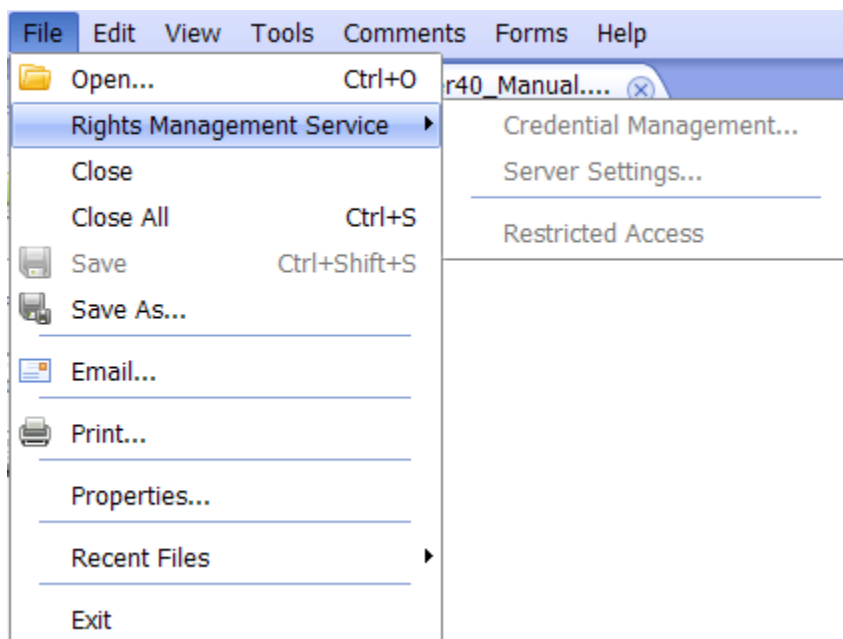 File Edit View Tools Comments Forms Help
Open... Ctrl+O
r40_Manual....
Rights Management Service
Credential Management...
Close
Server Settings...
Close All Ctrl+S
Restricted Access
Save Ctrl+Shift+S
Save As...
Email...
Print...
Properties...
Recent Files
Exit